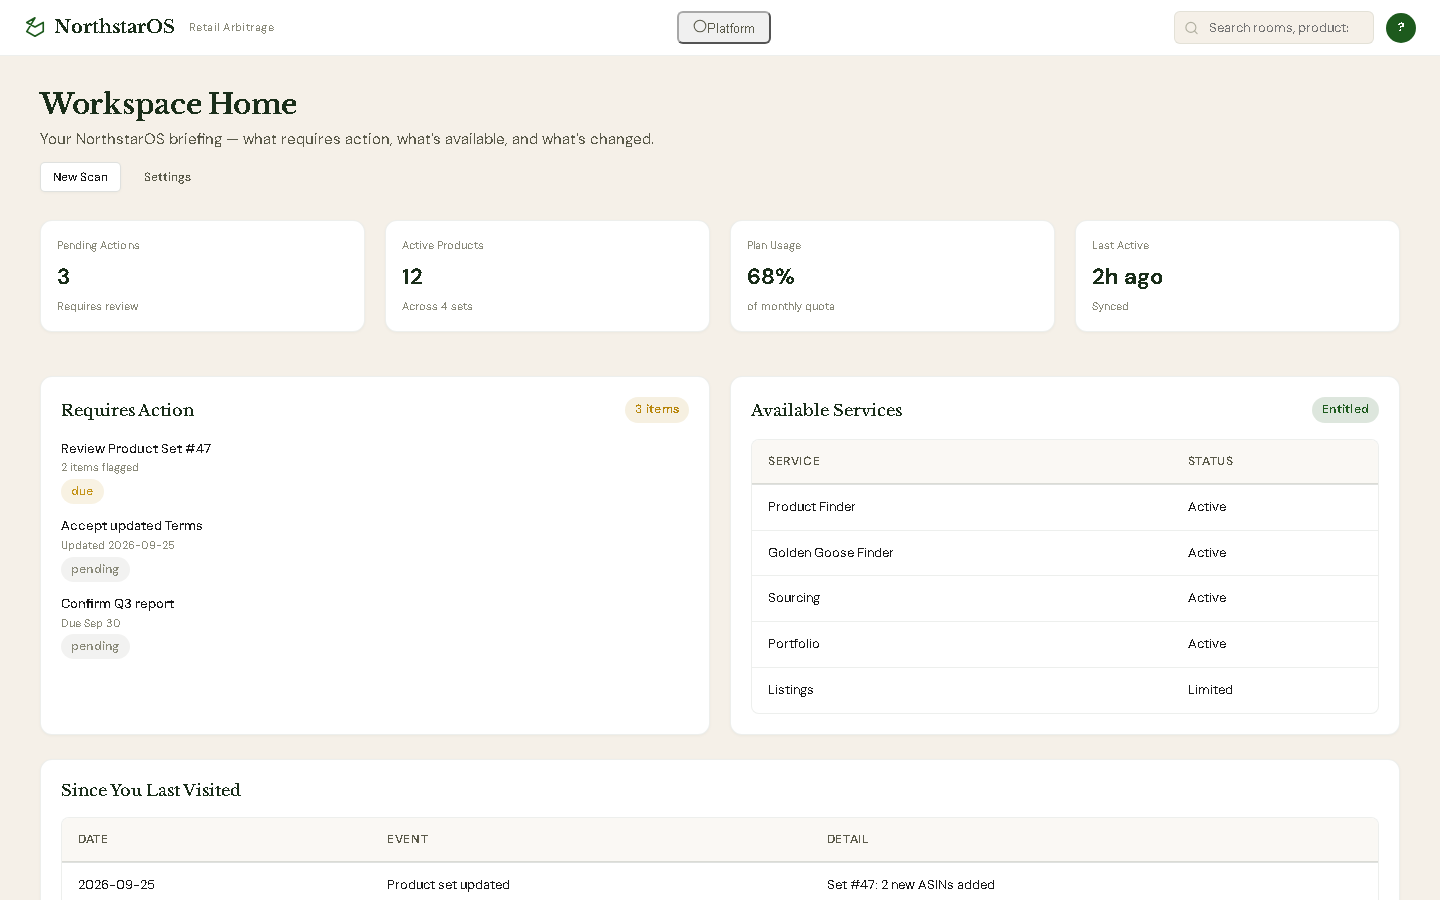 NorthstarOS Retail Arbitrage
Platform
Search rooms, product:
?
Workspace Home
Your NorthstarOS briefing — what requires action, what's available, and what's changed.
New Scan Settings
Pending Actions
3
Requires review
Active Products
12
Across 4 sets
Plan Usage
68%
of monthly quota
Last Active
2h ago
Synced
Requires Action 3 items
Review Product Set #47
2 items flagged
due
Accept updated Terms
Updated 2026-09-25
pending
Confirm Q3 report
Due Sep 30
pending
Available Services Entitled
SERVICE STATUS
Product Finder Active
Golden Goose Finder Active
Sourcing Active
Portfolio Active
Listings Limited
Since You Last Visited
DATE EVENT DETAIL
2026-09-25 Product set updated Set #47: 2 new ASINs added